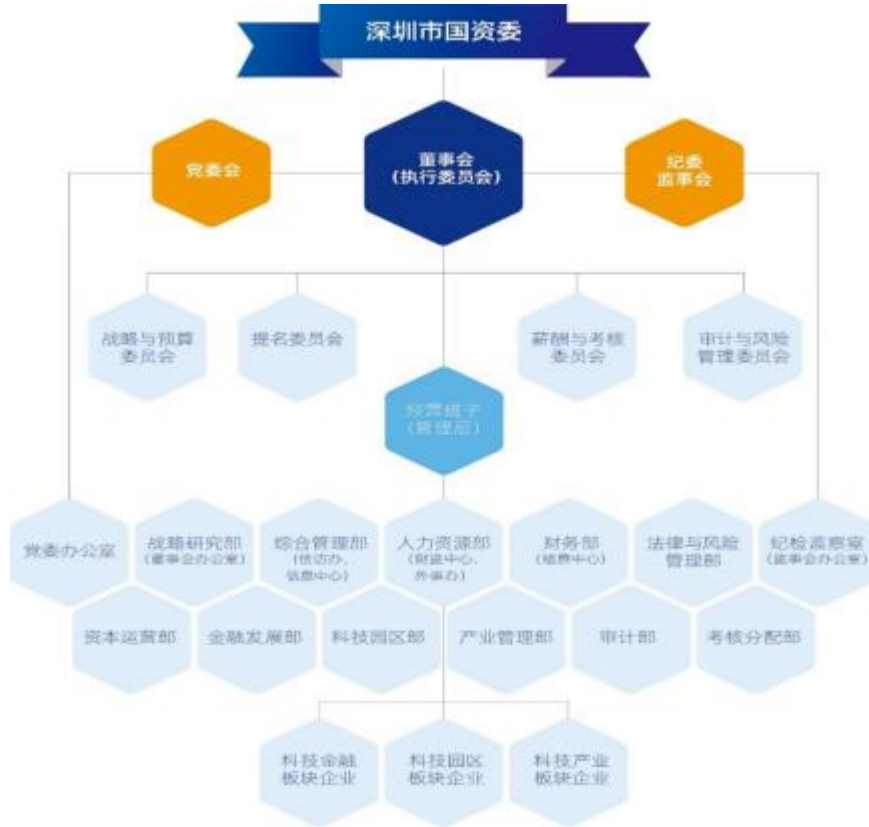 深圳市国资委
党委会
董事会
(执行委员会)
纪委
监事会
战略与预算
委员会
提名委员会
薪酬与考核
委员会
审计与风险
管理委员会
经营班子
(管理层)
党委办公室
战略研究部
(董事会办公室)
综合管理部
(信访办、
信息中心)
人力资源部
(财监中心、
外事办)
财务部
(结算中心)
法律与风险
管理部
纪检监察室
(监事会办公室)
资本运营部
金融发展部
科技园区部
产业管理部
审计部
考核分配部
科技金融
板块企业
科技园区
板块企业
科技产业
板块企业